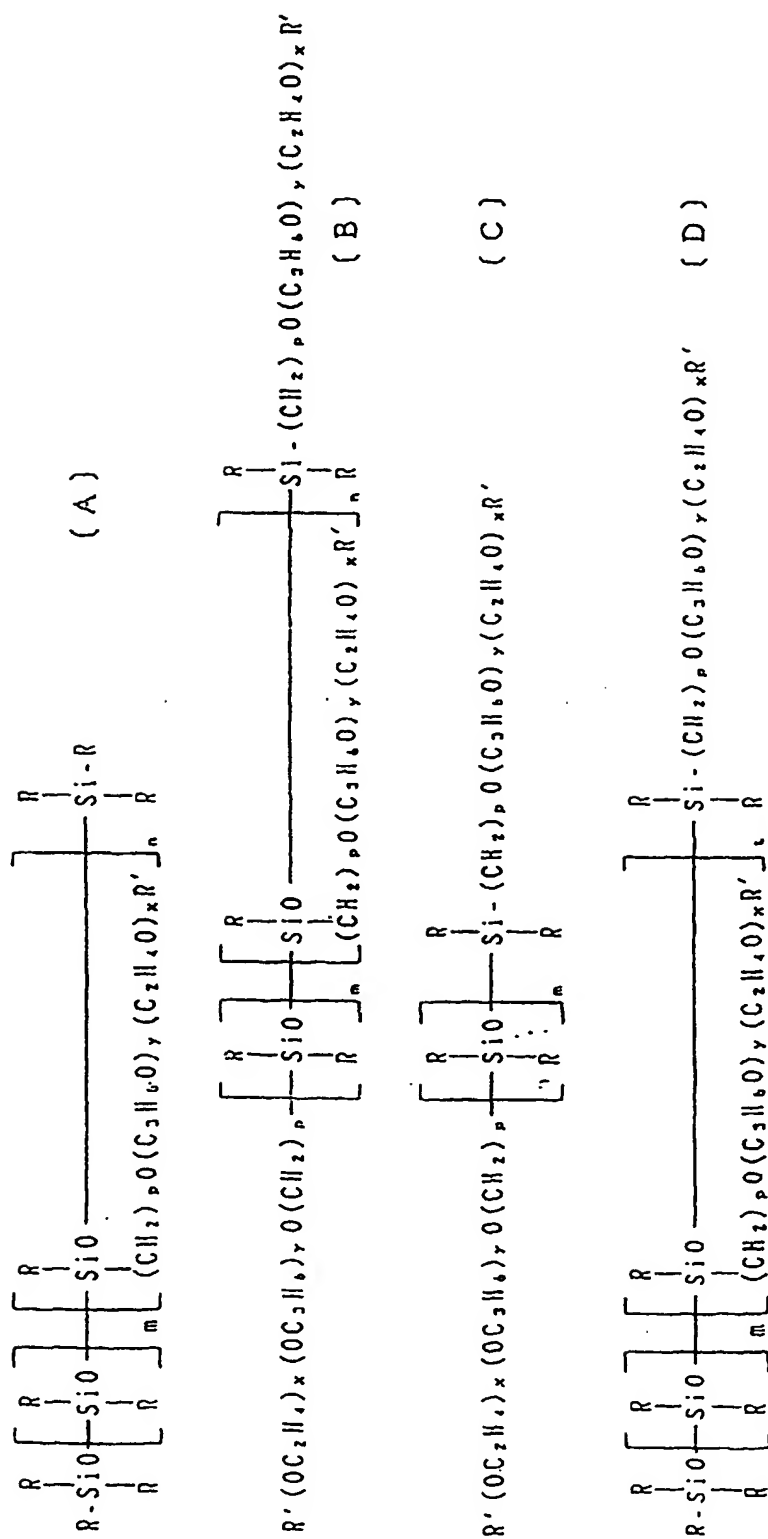 R R R R
R-SiO[SiO]m[SiO]n Si-R
R R (CH₂)pO(C₃H₆O)y(C₂H₄O)xR′ R
(A)
R R R
R′(OC₂H₄)x(OC₃H₆)yO(CH₂)p[SiO]m[SiO]n Si-(CH₂)pO(C₃H₆O)y(C₂H₄O)xR′
R (CH₂)pO(C₃H₆O)y(C₂H₄O)xR′ R
(B)
R R
R′(OC₂H₄)x(OC₃H₆)yO(CH₂)p[SiO]m Si-(CH₂)pO(C₃H₆O)y(C₂H₄O)xR′
R R
(C)
R R R R
R-SiO[SiO]m[SiO] Si-(CH₂)pO(C₃H₆O)y(C₂H₄O)xR′
R R (CH₂)pO(C₃H₆O)y(C₂H₄O)xR′ R
(D)